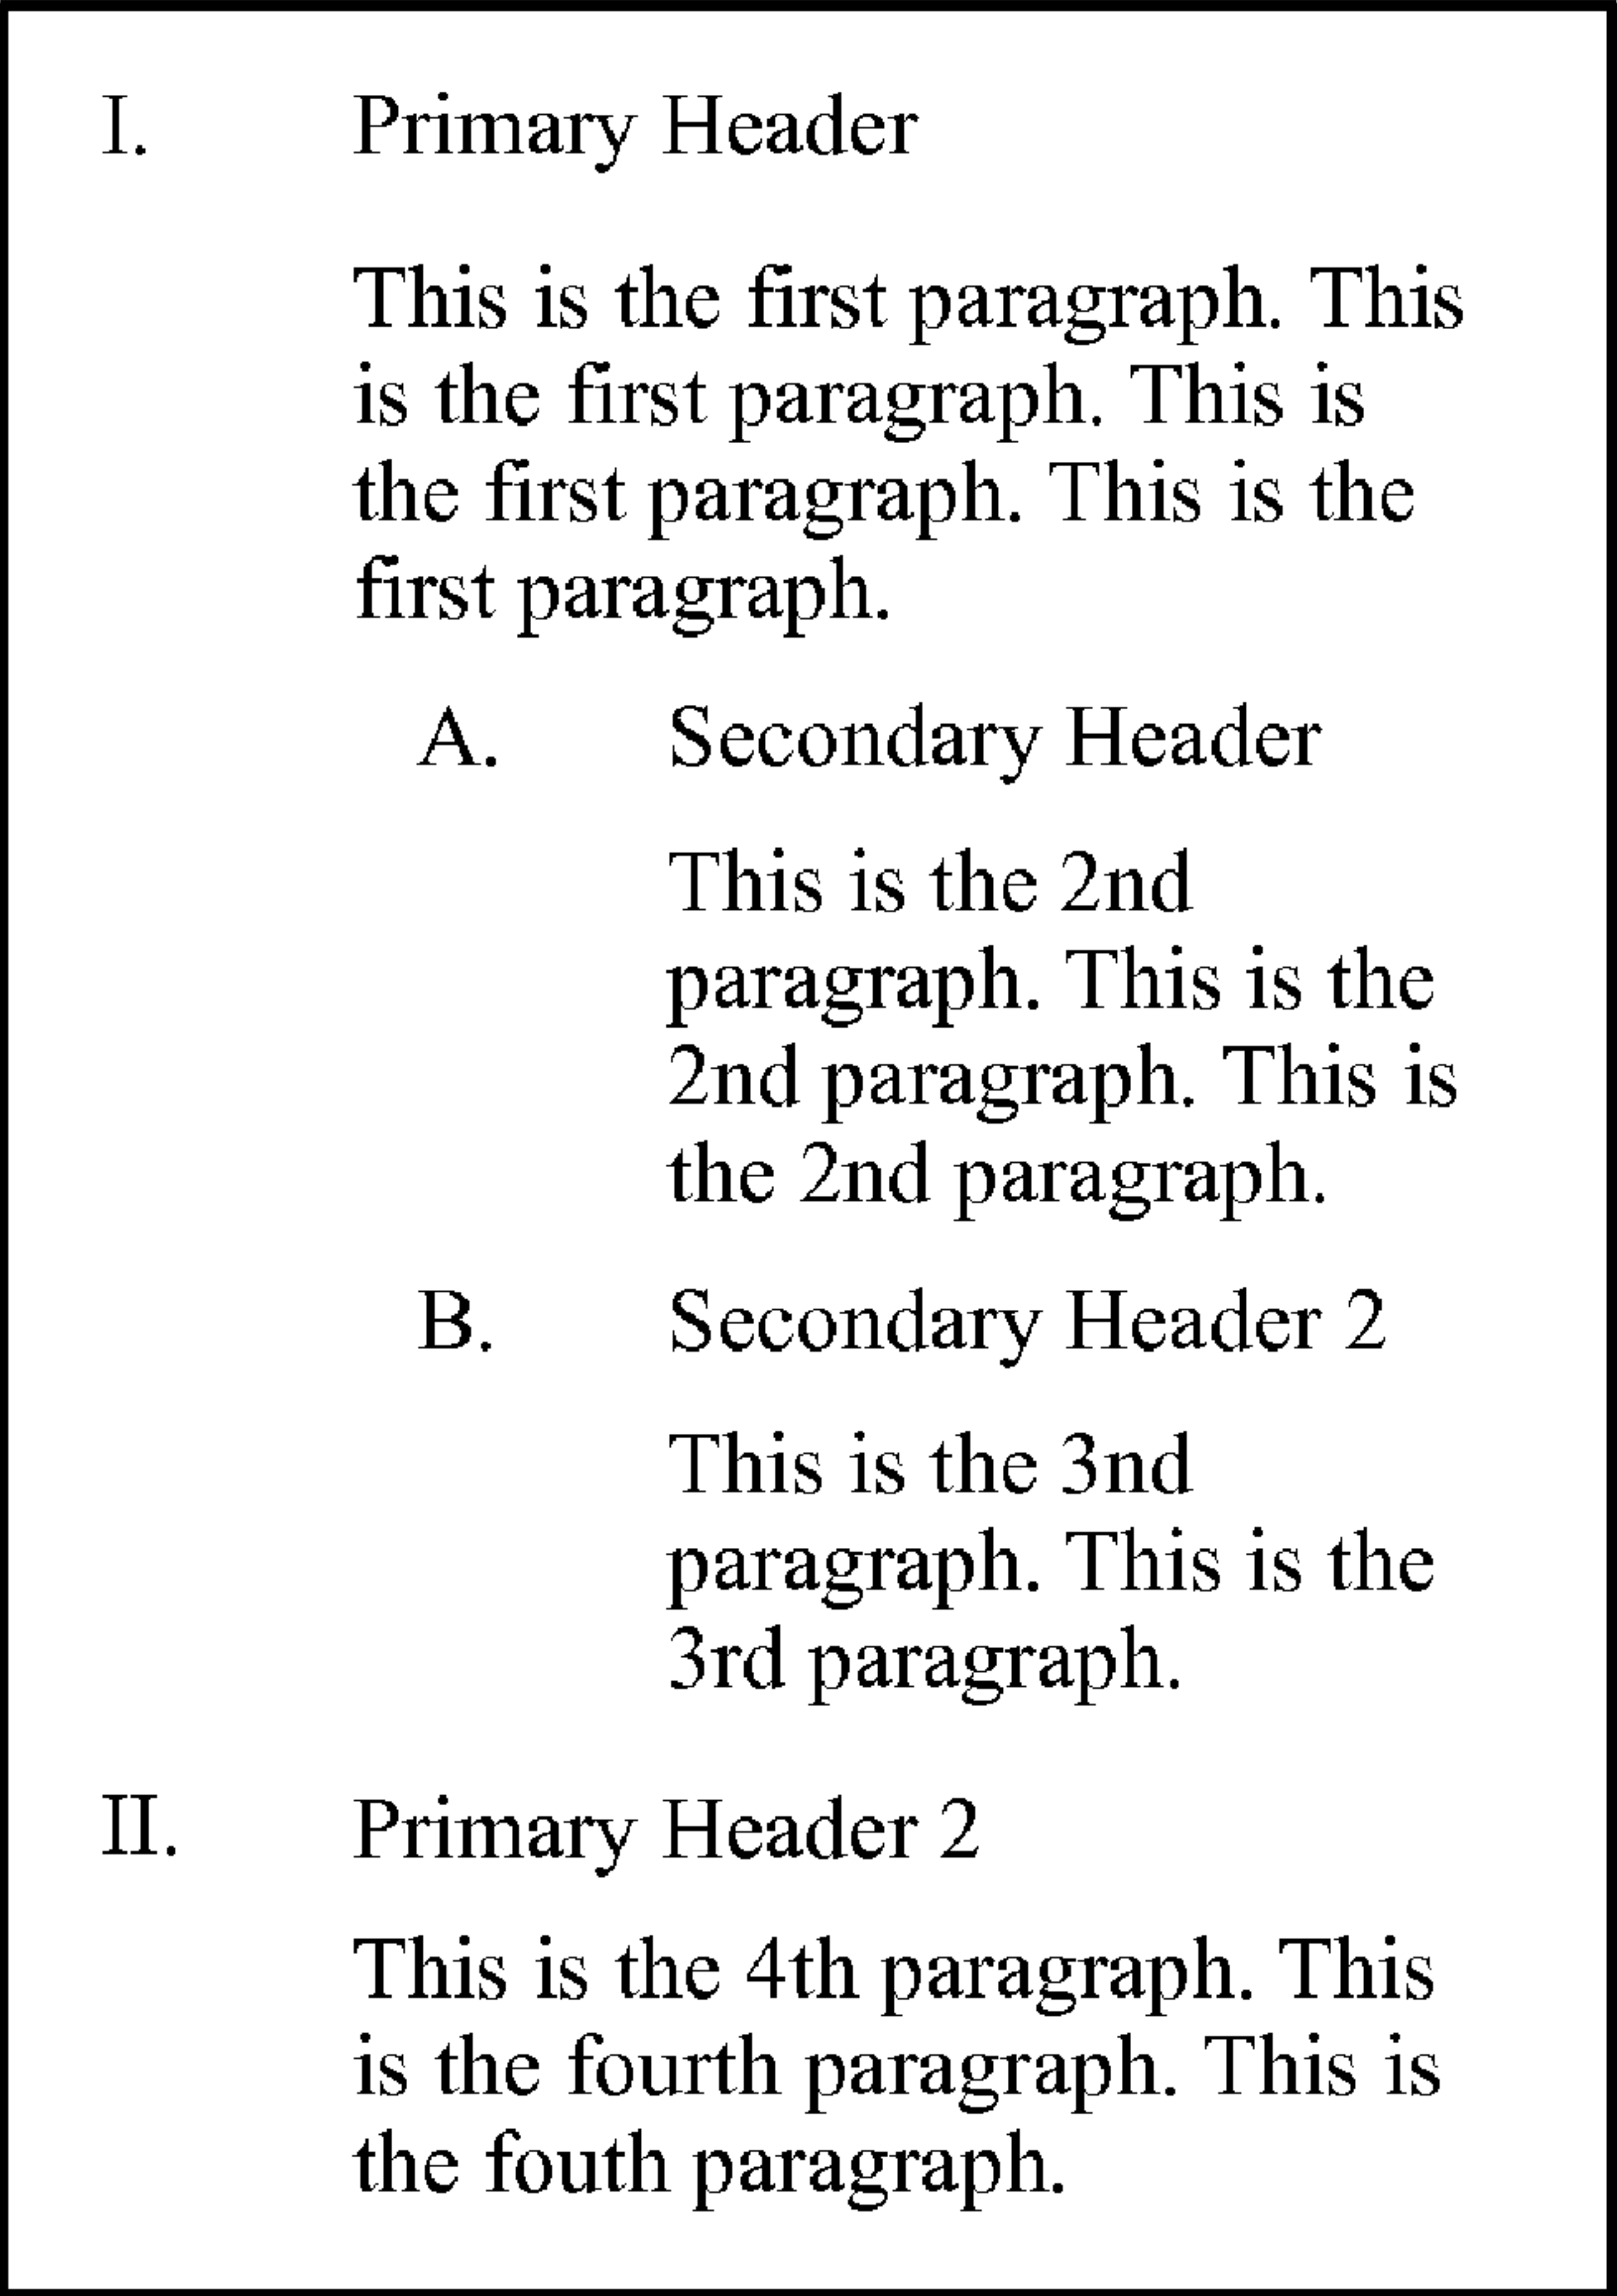 I. Primary Header
This is the first paragraph. This
is the first paragraph. This is
the first paragraph. This is the
first paragraph.
A. Secondary Header
This is the 2nd
paragraph. This is the
2nd paragraph. This is
the 2nd paragraph.
B. Secondary Header 2
This is the 3nd
paragraph. This is the
3rd paragraph.
II. Primary Header 2
This is the 4th paragraph. This
is the fourth paragraph. This is
the fouth paragraph.